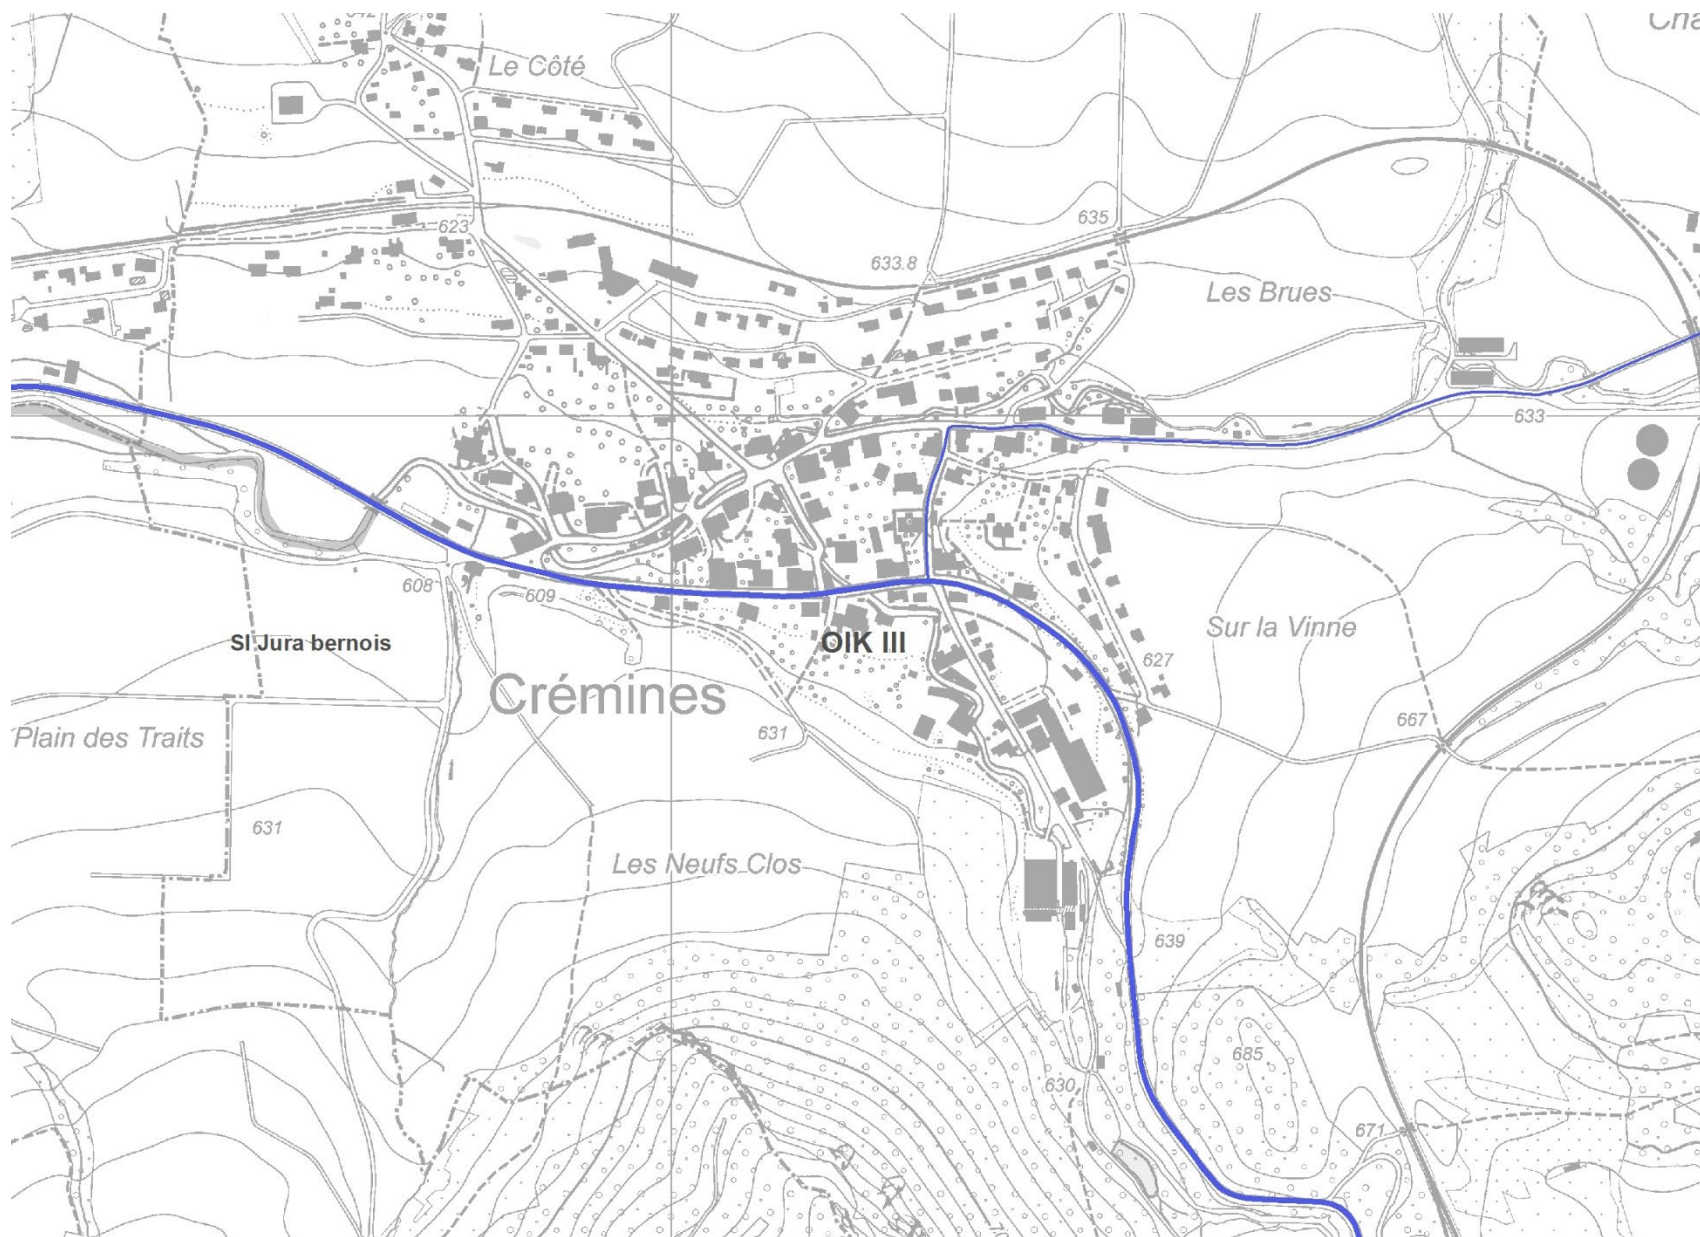 Le Côté
623
635
633.8
Les Brues
633
608
609
SI Jura bernois
OIK III
Sur la Vinne
627
Crémines
667
Plain des Traits
631
631
Les Neufs Clos
639
685
630
671